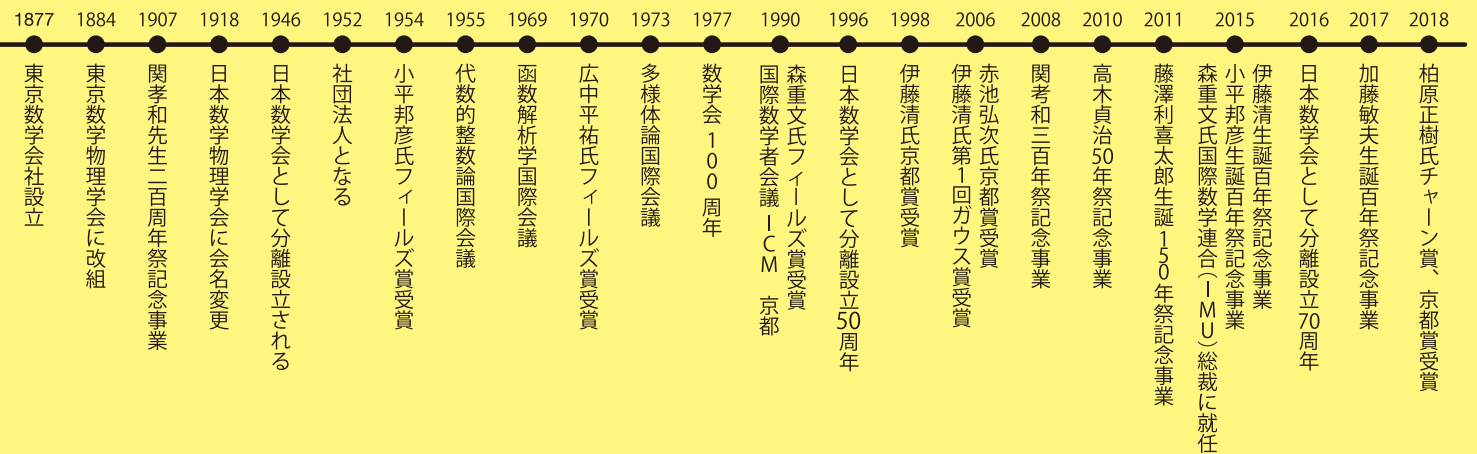 1877
東京数学会社設立
1884
東京数学物理学会に改組
1907
関孝和先生二百周年祭記念事業
1918
日本数学物理学会に会名変更
1946
日本数学会として分離設立される
1952
社団法人となる
1954
小平邦彦氏フィールズ賞受賞
1955
代数的整数論国際会議
1969
函数解析学国際会議
1970
広中平祐氏フィールズ賞受賞
1973
多様体論国際会議
1977
数学会100周年
1990
森重文氏フィールズ賞受賞
国際数学者会議ICM 京都
1996
日本数学会として分離設立50周年
1998
伊藤清氏京都賞受賞
2006
赤池弘次氏京都賞受賞
伊藤清氏第1回ガウス賞受賞
2008
関考和三百年祭記念事業
2010
高木貞治50年祭記念事業
2011
藤澤利喜太郎生誕150年祭記念事業
2015
伊藤清生誕百年祭記念事業
小平邦彦生誕百年祭記念事業
森重文氏国際数学連合(IMU)総裁に就任
2016
日本数学会として分離設立70周年
2017
加藤敏夫生誕百年祭記念事業
2018
柏原正樹氏チャーン賞、京都賞受賞